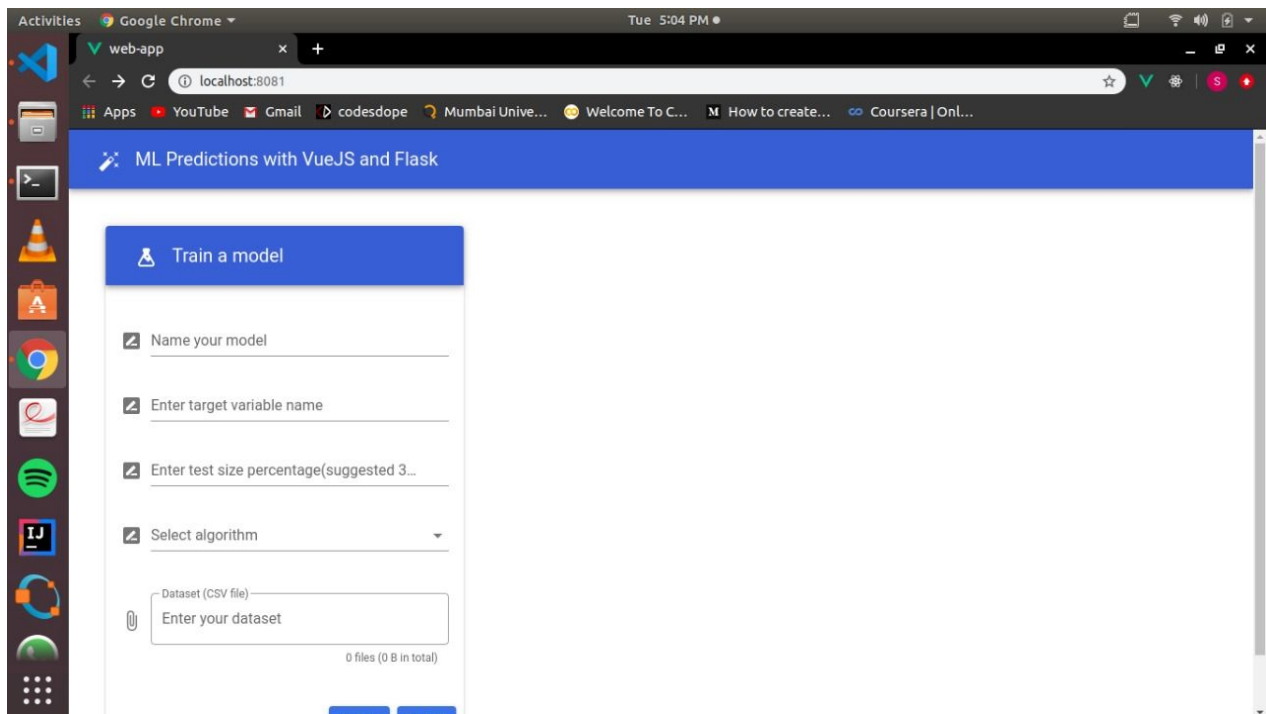 Activities Google Chrome Tue 5:04 PM
web-app
localhost:8081
Apps YouTube Gmail codesdope Mumbai Unive... Welcome To C... How to create... Coursera | Onl...
ML Predictions with VueJS and Flask
Train a model
Name your model
Enter target variable name
Enter test size percentage(suggested 3...
Select algorithm
Dataset (CSV file)
Enter your dataset
0 files (0 B in total)